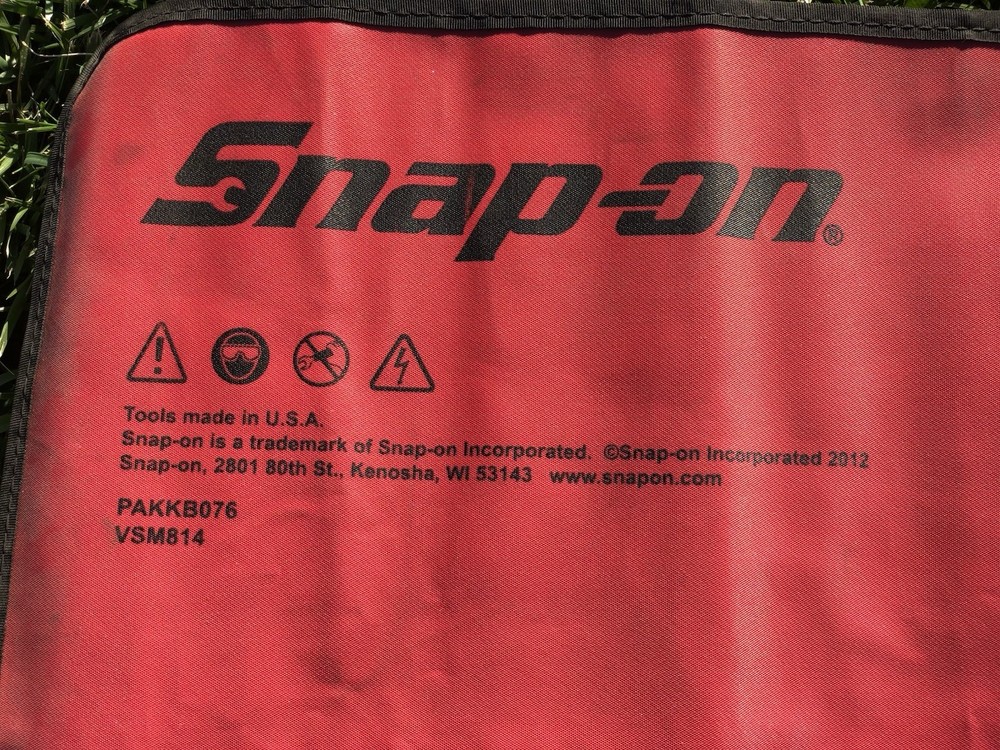 Snap-on®
Tools made in U.S.A.
Snap-on is a trademark of Snap-on Incorporated. ©Snap-on Incorporated 2012
Snap-on, 2801 80th St., Kenosha, WI 53143 www.snapon.com
PAKKB076
VSM814